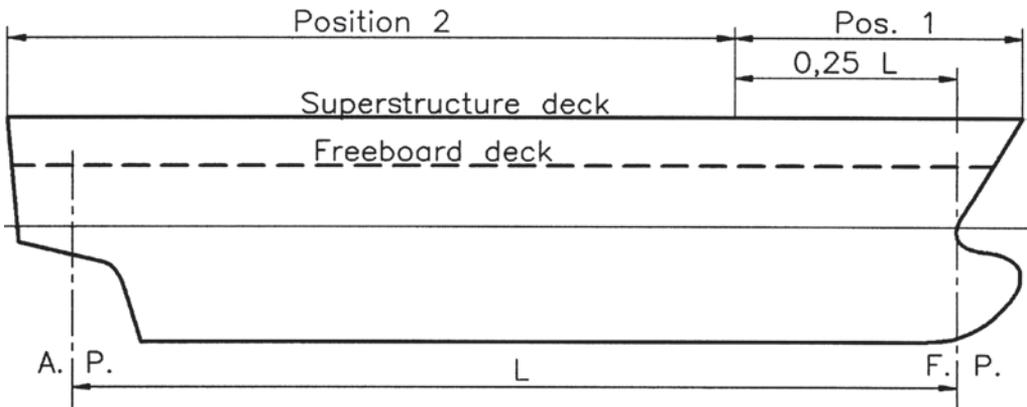 Position 2 Pos. 1
0,25 L
Superstructure deck
Freeboard deck
A. P. F. P.
L